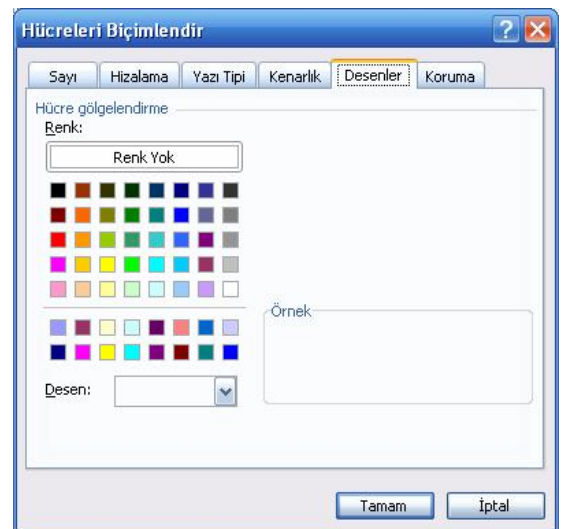 Hücreleri Biçimlendir
Sayı Hizalama Yazı Tipi Kenarlık Desenler Koruma
Hücre gölgelendirme
Renk:
Renk Yok
Örnek
Desen:
Tamam İptal